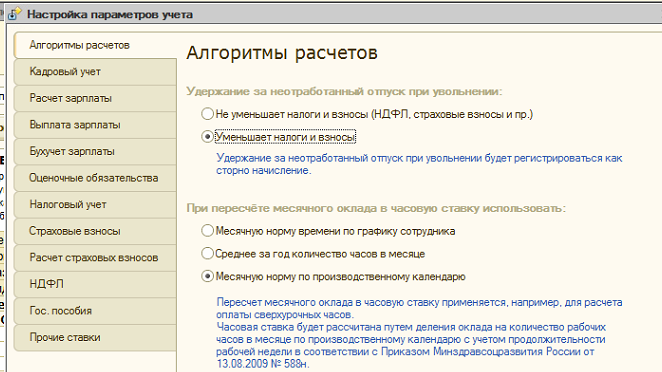 Настройка параметров учета
Алгоритмы расчетов
Кадровый учет
Расчет зарплаты
Выплата зарплаты
Бухучет зарплаты
Оценочные обязательства
Налоговый учет
Страховые взносы
Расчет страховых взносов
НДФЛ
Гос. пособия
Прочие ставки
Алгоритмы расчетов
Удержание за неотработанный отпуск при увольнении:
Не уменьшает налоги и взносы (НДФЛ, страховые взносы и пр.)
Уменьшает налоги и взносы
Удержание за неотработанный отпуск при увольнении будет регистрироваться как
сторно начисление.
При пересчёте месячного оклада в часовую ставку использовать:
Месячную норму времени по графику сотрудника
Среднее за год количество часов в месяце
Месячную норму по производственному календарю
Пересчет месячного оклада в часовую ставку применяется, например, для расчета
оплаты сверхурочных часов.
Часовая ставка будет рассчитана путем деления оклада на количество рабочих
часов в месяце по производственному календарю с учетом продолжительности
рабочей недели в соответствии с Приказом Минздравсоцразвития России от
13.08.2009 № 588н.